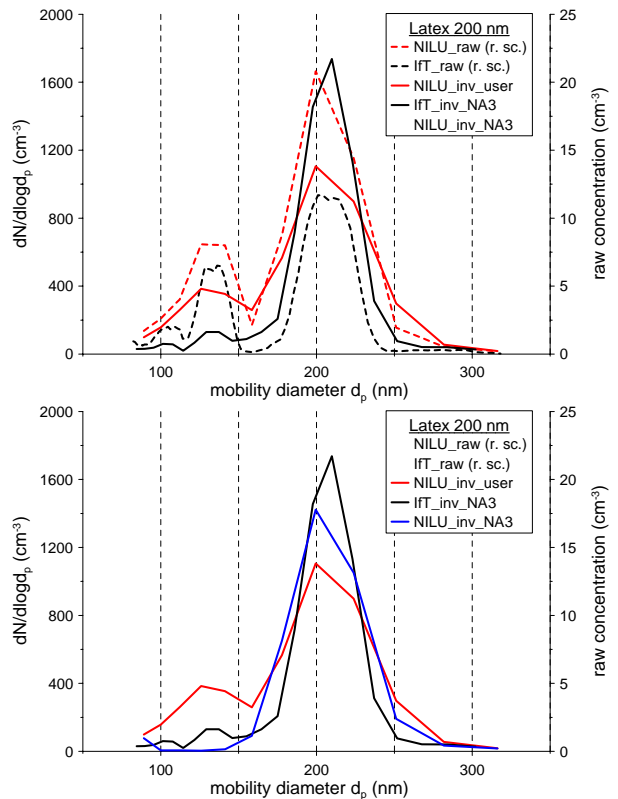 Latex 200 nm
NILU_raw (r. sc.)
IfT_raw (r. sc.)
NILU_inv_user
IfT_inv_NA3
NILU_inv_NA3
dN/dlogdp (cm-3)
2000
1600
1200
800
400
0
25
20
15
10
5
0
raw concentration (cm-3)
100
200
300
mobility diameter dp (nm)
Latex 200 nm
NILU_raw (r. sc.)
IfT_raw (r. sc.)
NILU_inv_user
IfT_inv_NA3
NILU_inv_NA3
dN/dlogdp (cm-3)
2000
1600
1200
800
400
0
25
20
15
10
5
0
raw concentration (cm-3)
100
200
300
mobility diameter dp (nm)